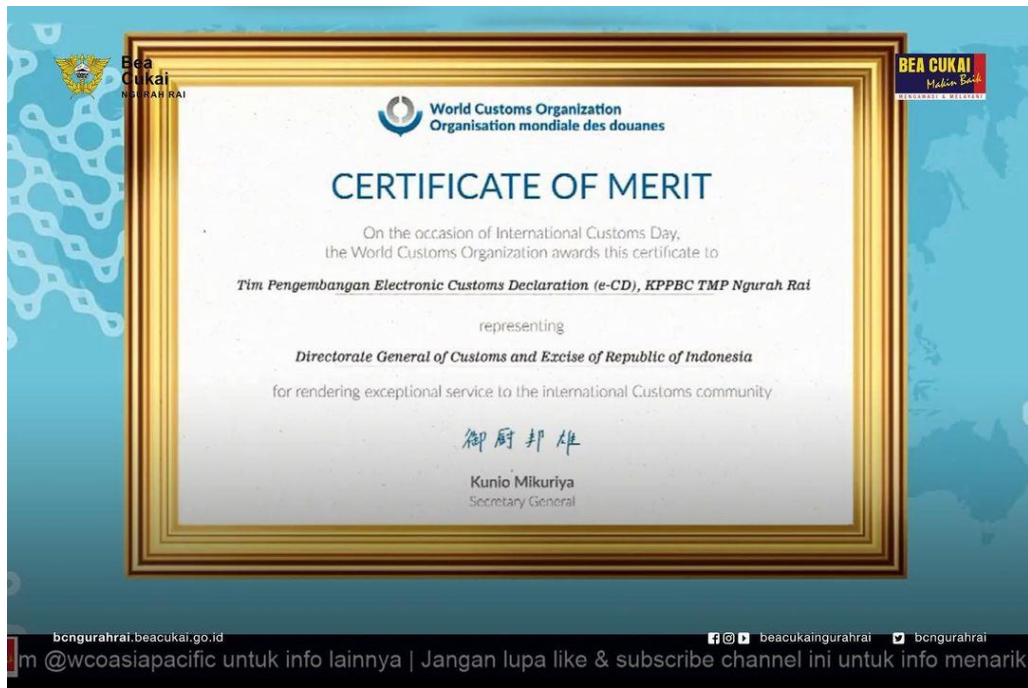 Bea
Cukai
NGURAH RAI
BEA CUKAI
Makin Baik
MENGAWASI & MELAYANI
World Customs Organization
Organisation mondiale des douanes
CERTIFICATE OF MERIT
On the occasion of International Customs Day,
the World Customs Organization awards this certificate to
Tim Pengembangan Electronic Customs Declaration (e-CD), KPPBC TMP Ngurah Rai
representing
Directorate General of Customs and Excise of Republic of Indonesia
for rendering exceptional service to the international Customs community
御厨邦雄
Kunio Mikuriya
Secretary General
bcngurahrai.beacukai.go.id
beacukaingurahrai
bcngurahrai
m @wcoasiapacific untuk info lainnya | Jangan lupa like & subscribe channel ini untuk info menarik